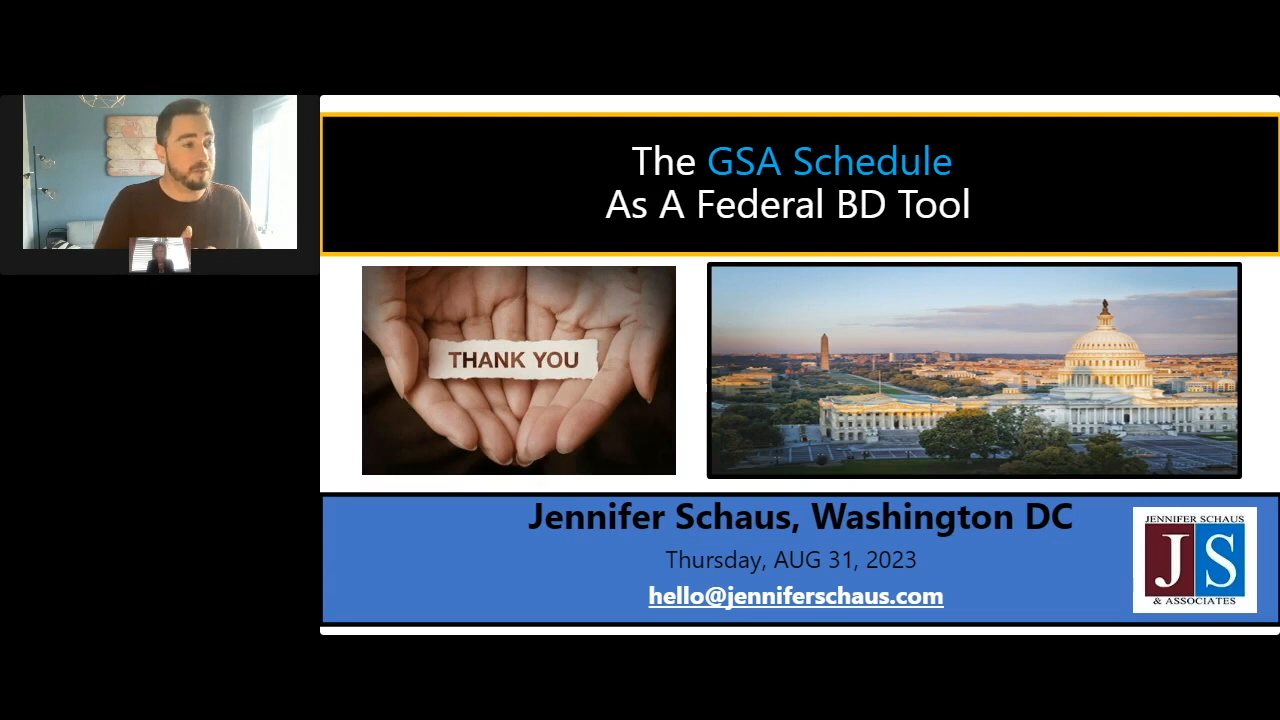 The GSA Schedule
As A Federal BD Tool
THANK YOU
Jennifer Schaus, Washington DC
Thursday, AUG 31, 2023
hello@jenniferschaus.com
JENNIFER SCHAUS
JS
& ASSOCIATES